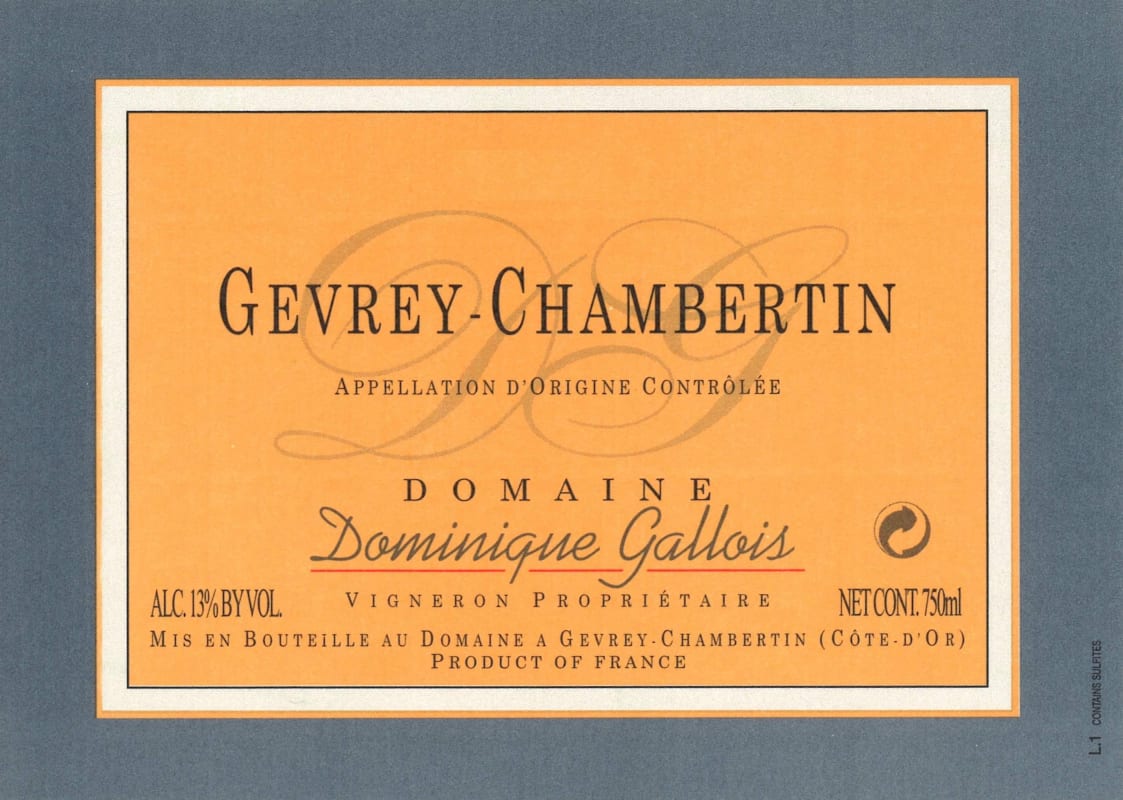 DG
GEVREY-CHAMBERTIN
APPELLATION D'ORIGINE CONTRÔLÉE
DOMAINE
Dominique Gallois
ALC. 13% BY VOL.
VIGNERON PROPRIÉTAIRE
NET CONT. 750ml
MIS EN BOUTEILLE AU DOMAINE A GEVREY-CHAMBERTIN (CÔTE-D'OR)
PRODUCT OF FRANCE
L.1 CONTAINS SULFITES